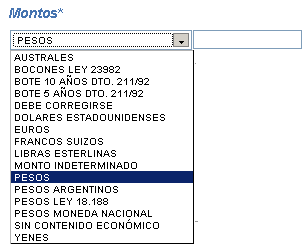 Montos*
PESOS
AUSTRALES
BOCONES LEY 23982
BOTE 10 AÑOS DTO. 211/92
BOTE 5 AÑOS DTO. 211/92
DEBE CORREGIRSE
DOLARES ESTADOUNIDENSES
EUROS
FRANCOS SUIZOS
LIBRAS ESTERLINAS
MONTO INDETERMINADO
PESOS
PESOS ARGENTINOS
PESOS LEY 18.188
PESOS MONEDA NACIONAL
SIN CONTENIDO ECONÓMICO
YENES